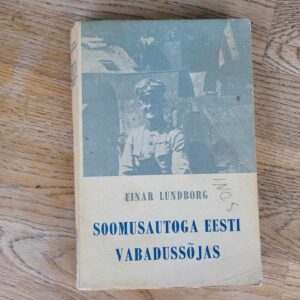 EINAR LUNDBORG
SOOMUSAUTOGA EESTI
VABADUSSÕJAS